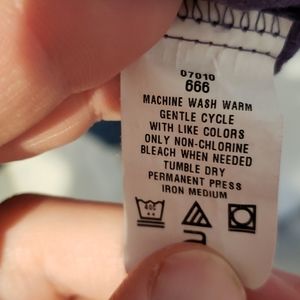 07010
666
MACHINE WASH WARM
GENTLE CYCLE
WITH LIKE COLORS
ONLY NON-CHLORINE
BLEACH WHEN NEEDED
TUMBLE DRY
PERMANENT PRESS
IRON MEDIUM